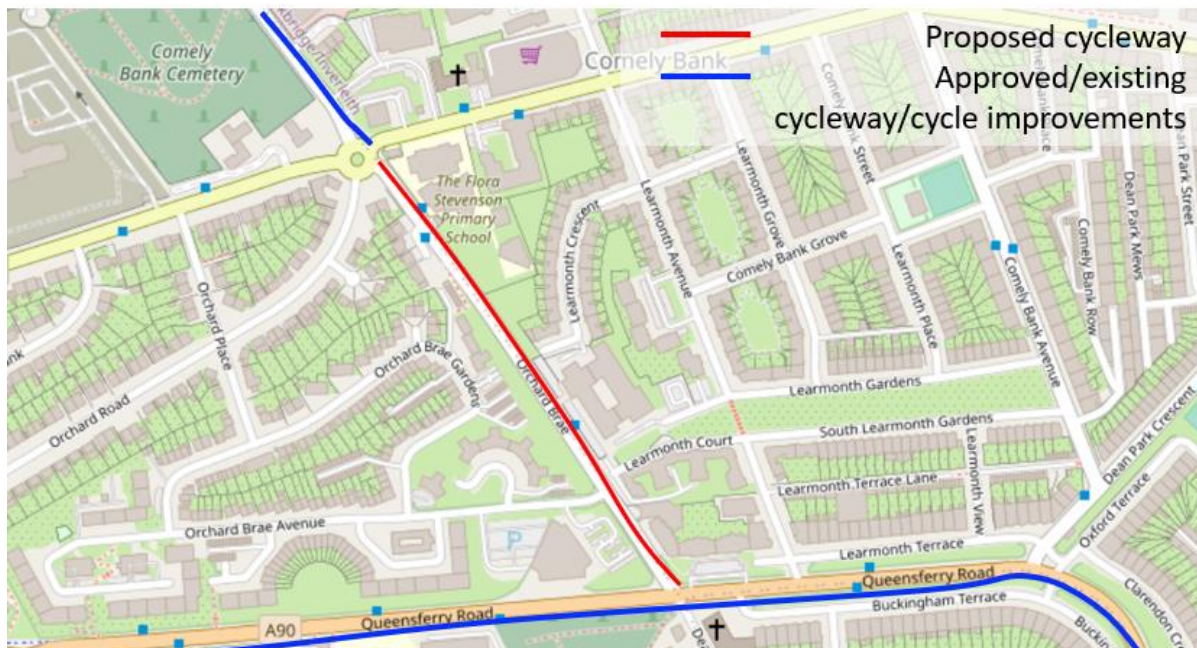 Proposed cycleway
Approved/existing
cycleway/cycle improvements
Comely
Bank Cemetery
Comely Bank
The Flora
Stevenson
Primary
School
Learmonth Crescent
Learmonth Avenue
Learmonth Grove
Comely Bank Street
Comely Bank Grove
Learmonth Place
Comely Bank Avenue
Comely Bank Row
Dean Park Mews
Dean Park Street
Orchard Place
Orchard Road
Orchard Brae Gardens
Orchard Brae
Learmonth Gardens
South Learmonth Gardens
Learmonth Court
Learmonth Terrace Lane
Learmonth View
Dean Park Crescent
Oxford Terrace
Orchard Brae Avenue
P
Learmonth Terrace
Queensferry Road
Queensferry Road
A90
Buckingham Terrace
Clarendon